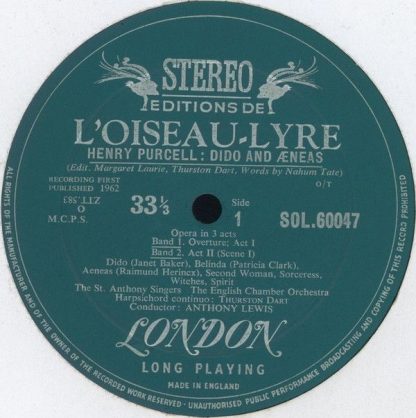 STEREO
EDITIONS DE
L'OISEAU-LYRE
HENRY PURCELL: DIDO AND ÆNEAS
(Edit. Margaret Laurie, Thurston Dart, Words by Nahum Tate)
RECORDING FIRST
PUBLISHED 1962
O/T
ZIT'.583
O
M.C.P.S.
33⅓
Side
1
SOL.60047
Opera in 3 acts
Band 1. Overture; Act I
Band 2. Act II (Scene I)
Dido (Janet Baker), Belinda (Patricia Clark),
Aeneas (Raimund Herincx), Second Woman, Sorceress,
Witches, Spirit
The St. Anthony Singers The English Chamber Orchestra
Harpsichord continuo: THURSTON DART
Conductor: ANTHONY LEWIS
LONDON
LONG PLAYING
MADE IN ENGLAND
ALL RIGHTS OF THE MANUFACTURER AND OF THE OWNER OF THE RECORDED WORK RESERVED · UNAUTHORISED PUBLIC PERFORMANCE BROADCASTING AND COPYING OF THIS RECORD PROHIBITED